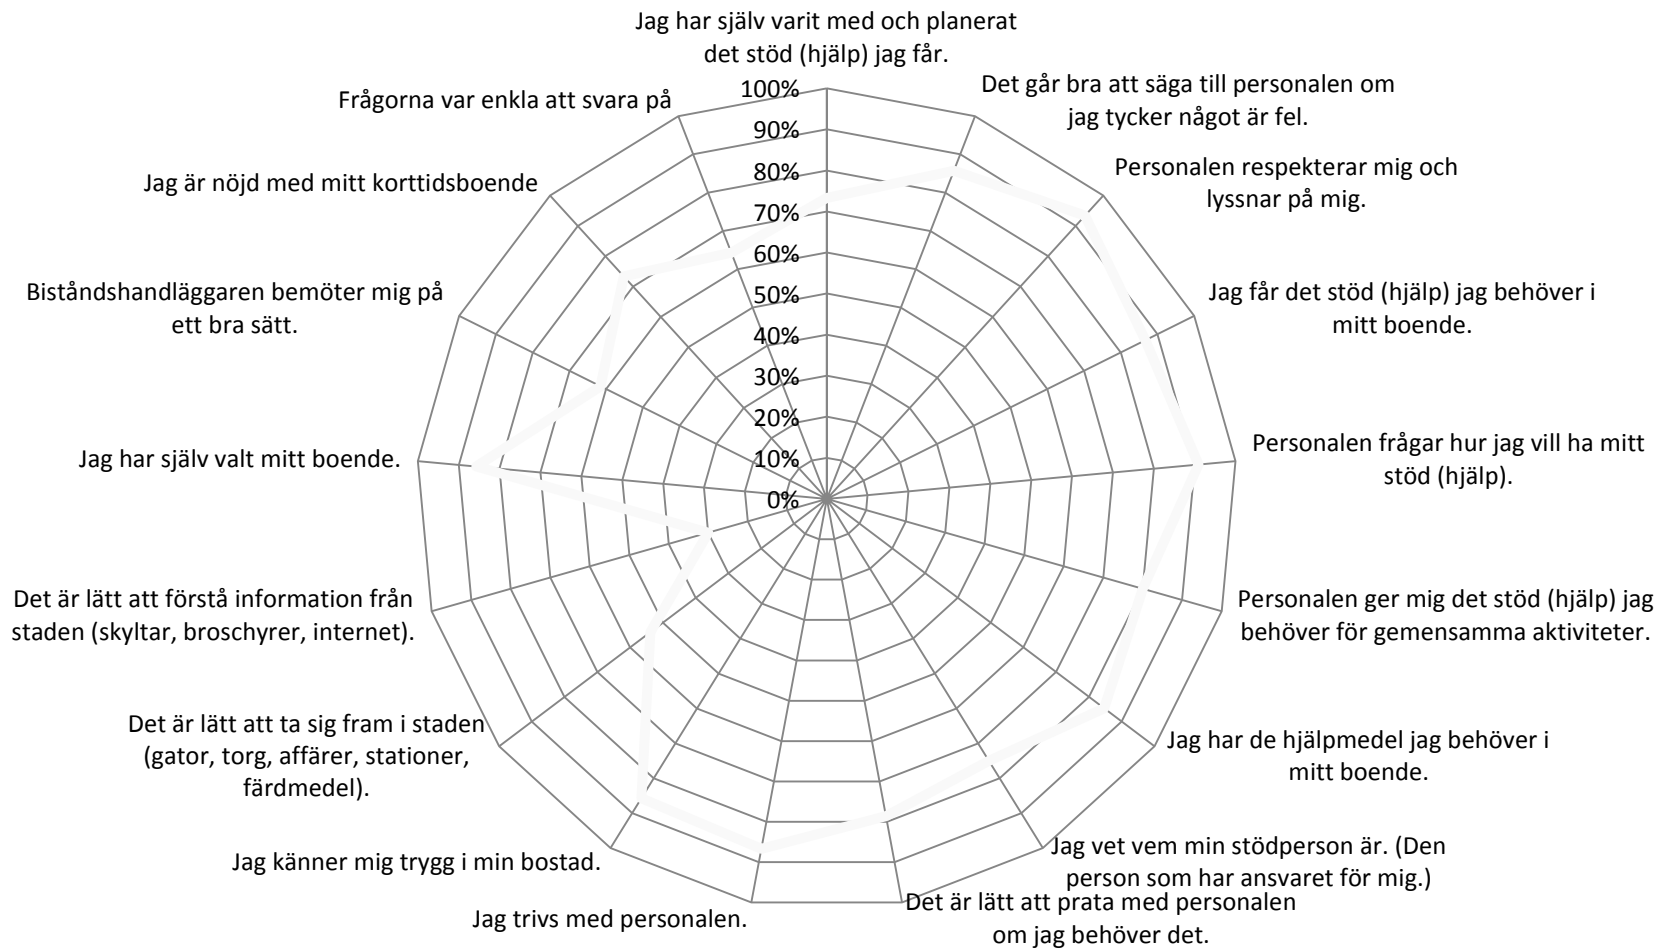 Jag har själv varit med och planerat
det stöd (hjälp) jag får.
Det går bra att säga till personalen om
jag tycker något är fel.
Personalen respekterar mig och
lyssnar på mig.
Jag får det stöd (hjälp) jag behöver i
mitt boende.
Personalen frågar hur jag vill ha mitt
stöd (hjälp).
Personalen ger mig det stöd (hjälp) jag
behöver för gemensamma aktiviteter.
Jag har de hjälpmedel jag behöver i
mitt boende.
Jag vet vem min stödperson är. (Den
person som har ansvaret för mig.)
Det är lätt att prata med personalen
om jag behöver det.
Jag trivs med personalen.
Jag känner mig trygg i min bostad.
Det är lätt att ta sig fram i staden
(gator, torg, affärer, stationer,
färdmedel).
Det är lätt att förstå information från
staden (skyltar, broschyrer, internet).
Jag har själv valt mitt boende.
Biståndshandläggaren bemöter mig på
ett bra sätt.
Jag är nöjd med mitt korttidsboende
Frågorna var enkla att svara på
100%
90%
80%
70%
60%
50%
40%
30%
20%
10%
0%